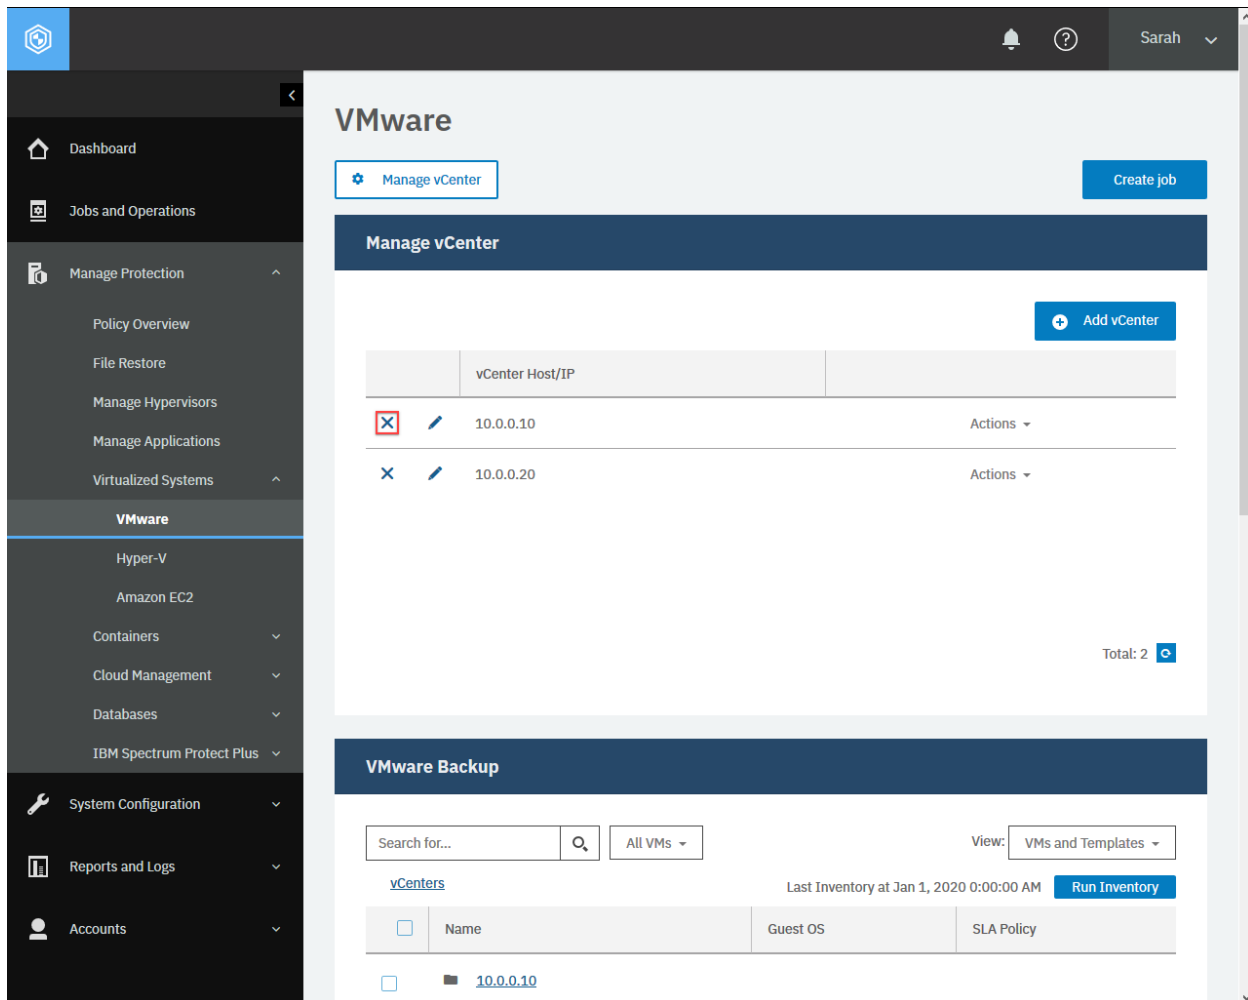 Sarah
VMware
Dashboard
Jobs and Operations
Manage Protection
Policy Overview
File Restore
Manage Hypervisors
Manage Applications
Virtualized Systems
VMware
Hyper-V
Amazon EC2
Containers
Cloud Management
Databases
IBM Spectrum Protect Plus
System Configuration
Reports and Logs
Accounts
Manage vCenter
Create job
Manage vCenter
Add vCenter
vCenter Host/IP
10.0.0.10 Actions
10.0.0.20 Actions
Total: 2
VMware Backup
Search for... All VMs View: VMs and Templates
vCenters Last Inventory at Jan 1, 2020 0:00:00 AM Run Inventory
Name Guest OS SLA Policy
10.0.0.10